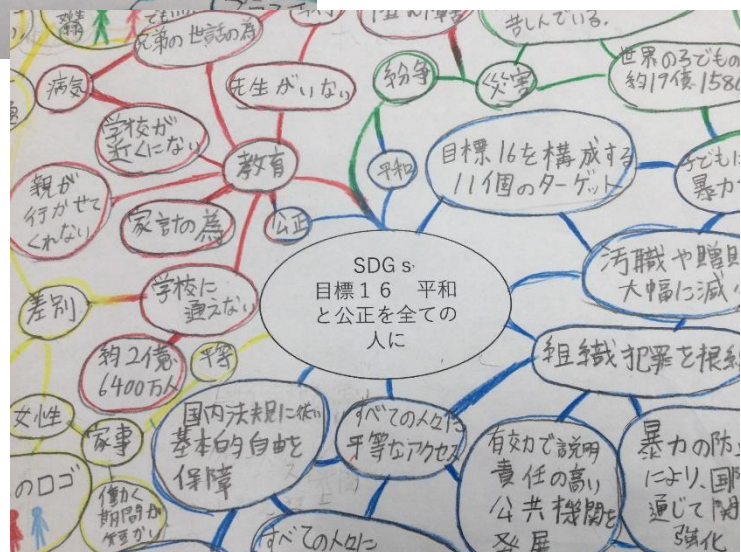 兄弟の世話の為
苦しんでいる。
病気
先生がいない
紛争
災害
世界の子どもの
学校が
近くにない
教育
平和
目標16を構成する
11個のターゲット
子どもに
暴力
親が
行かせて
くれない
家計の為
公正
SDGs
目標16 平和
と公正を全ての
人に
汚職や贈賄
大幅に減
差別
学校に
通えない
約2億
6400万人
平等
組織犯罪を根絶
女性
家事
国内法規に従い
基本的自由を
保障
すべての人々に
平等なアクセス
有効で説明
責任の高い
公共機関を
発展
暴力の防止
により、国際
通じて関
強化
のロゴ
働く
期間が
短かい
すべての人々に